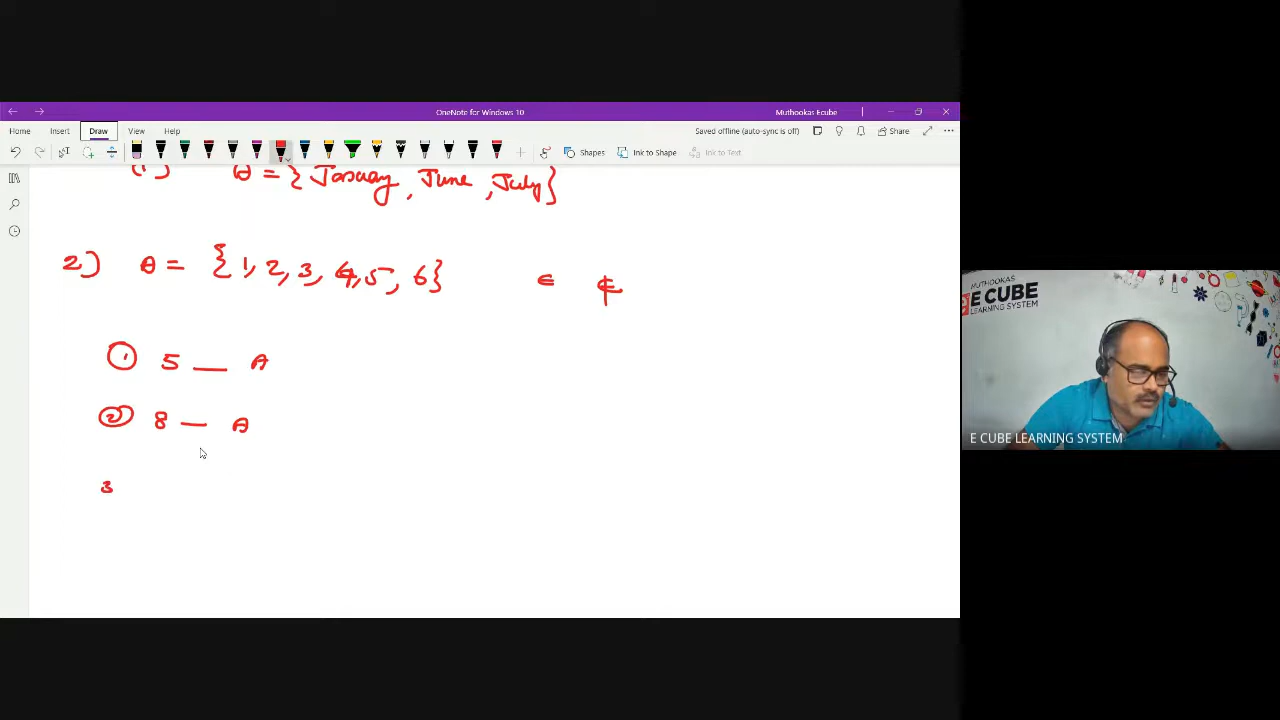 OneNote for Windows 10
Muthookas Ecube
Home Insert Draw View Help
Saved offline (auto-sync is off)
Share
Shapes
Ink to Shape
Ink to Text
(1) A = {January, June, July}
2) A = {1, 2, 3, 4, 5, 6} ∈ ∉
① 5 __ A
② 8 __ A
3
MUTHOOKAS
E CUBE
LEARNING SYSTEM
E CUBE LEARNING SYSTEM